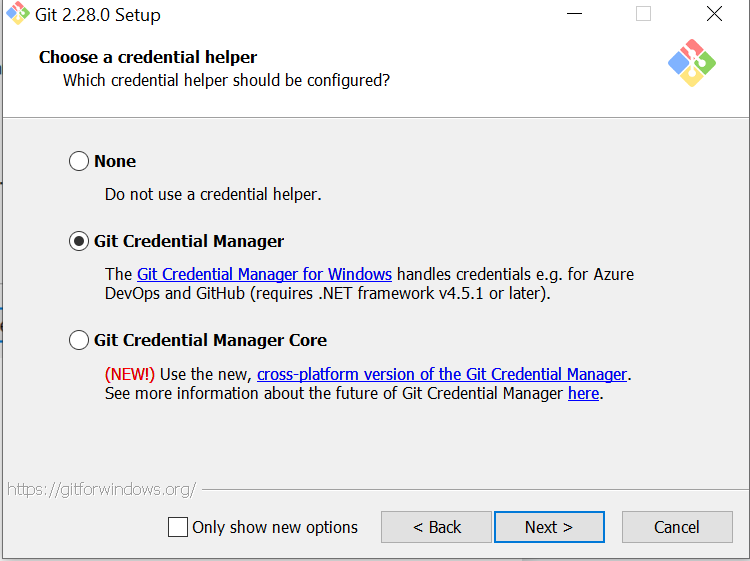 Git 2.28.0 Setup
Choose a credential helper
Which credential helper should be configured?
None
Do not use a credential helper.
Git Credential Manager
The Git Credential Manager for Windows handles credentials e.g. for Azure
DevOps and GitHub (requires .NET framework v4.5.1 or later).
Git Credential Manager Core
(NEW!) Use the new, cross-platform version of the Git Credential Manager.
See more information about the future of Git Credential Manager here.
https://gitforwindows.org/
Only show new options
< Back
Next >
Cancel